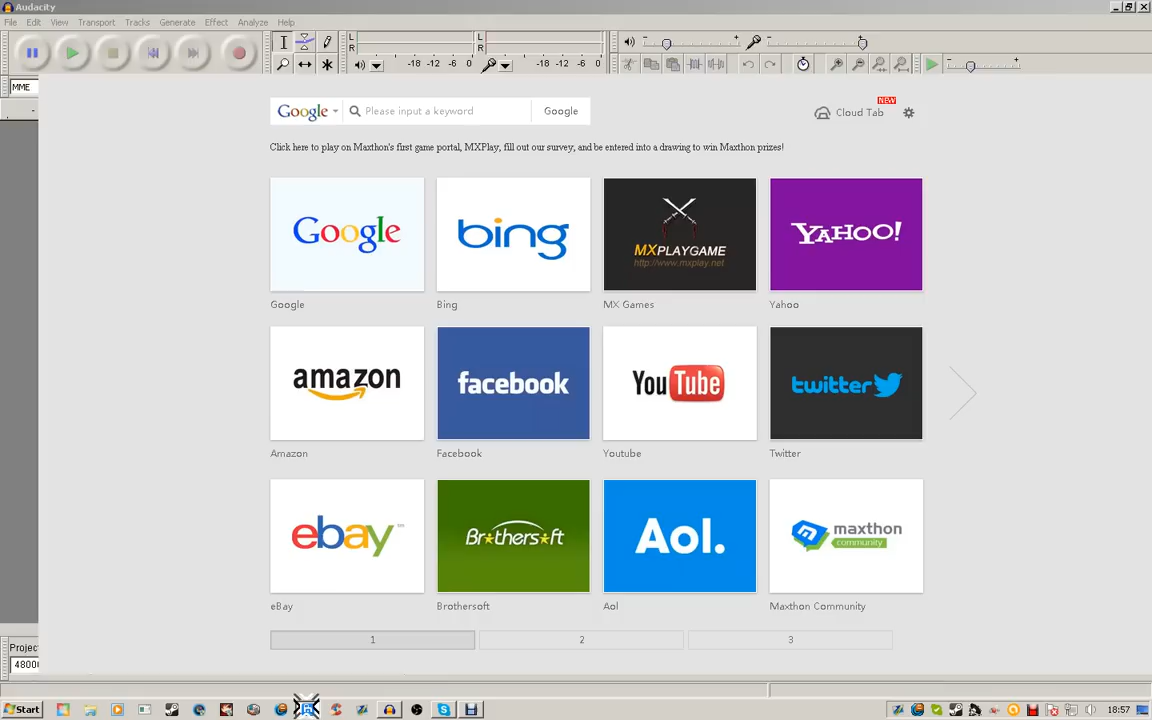 Audacity
File Edit View Transport Tracks Generate Effect Analyze Help
L R -18 -12 -6 0 L R -18 -12 -6 0
MME
Google Please input a keyword Google
NEW
Cloud Tab
Click here to play on Maxthon's first game portal, MXPlay, fill out our survey, and be entered into a drawing to win Maxthon prizes!
Google bing MXPLAYGAME YAHOO!
http://www.mxplay.net
Google Bing MX Games Yahoo
amazon facebook YouTube twitter
Amazon Facebook Youtube Twitter
ebay Brothersoft Aol. maxthon
community
eBay Brothersoft Aol Maxthon Community
1 2 3
Project
4800
Start 18:57